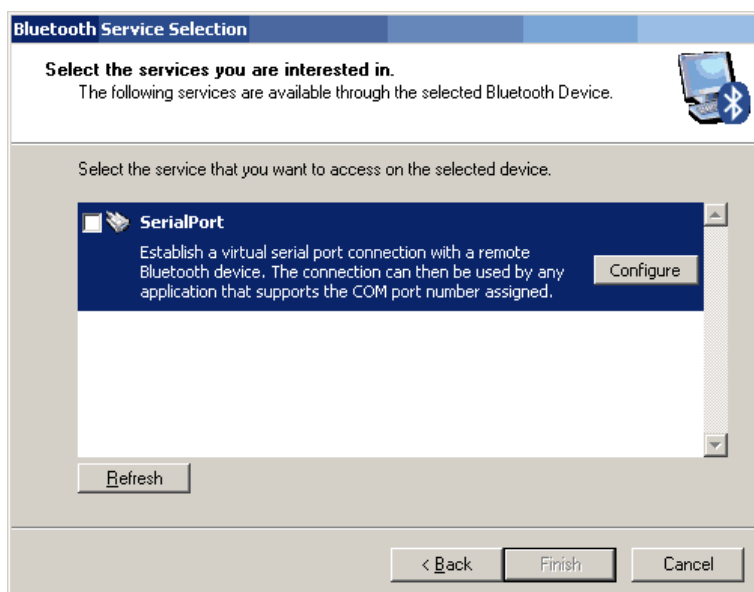 Bluetooth Service Selection
Select the services you are interested in.
The following services are available through the selected Bluetooth Device.
Select the service that you want to access on the selected device.
SerialPort
Establish a virtual serial port connection with a remote
Bluetooth device. The connection can then be used by any
application that supports the COM port number assigned.
Configure
Refresh
< Back
Finish
Cancel